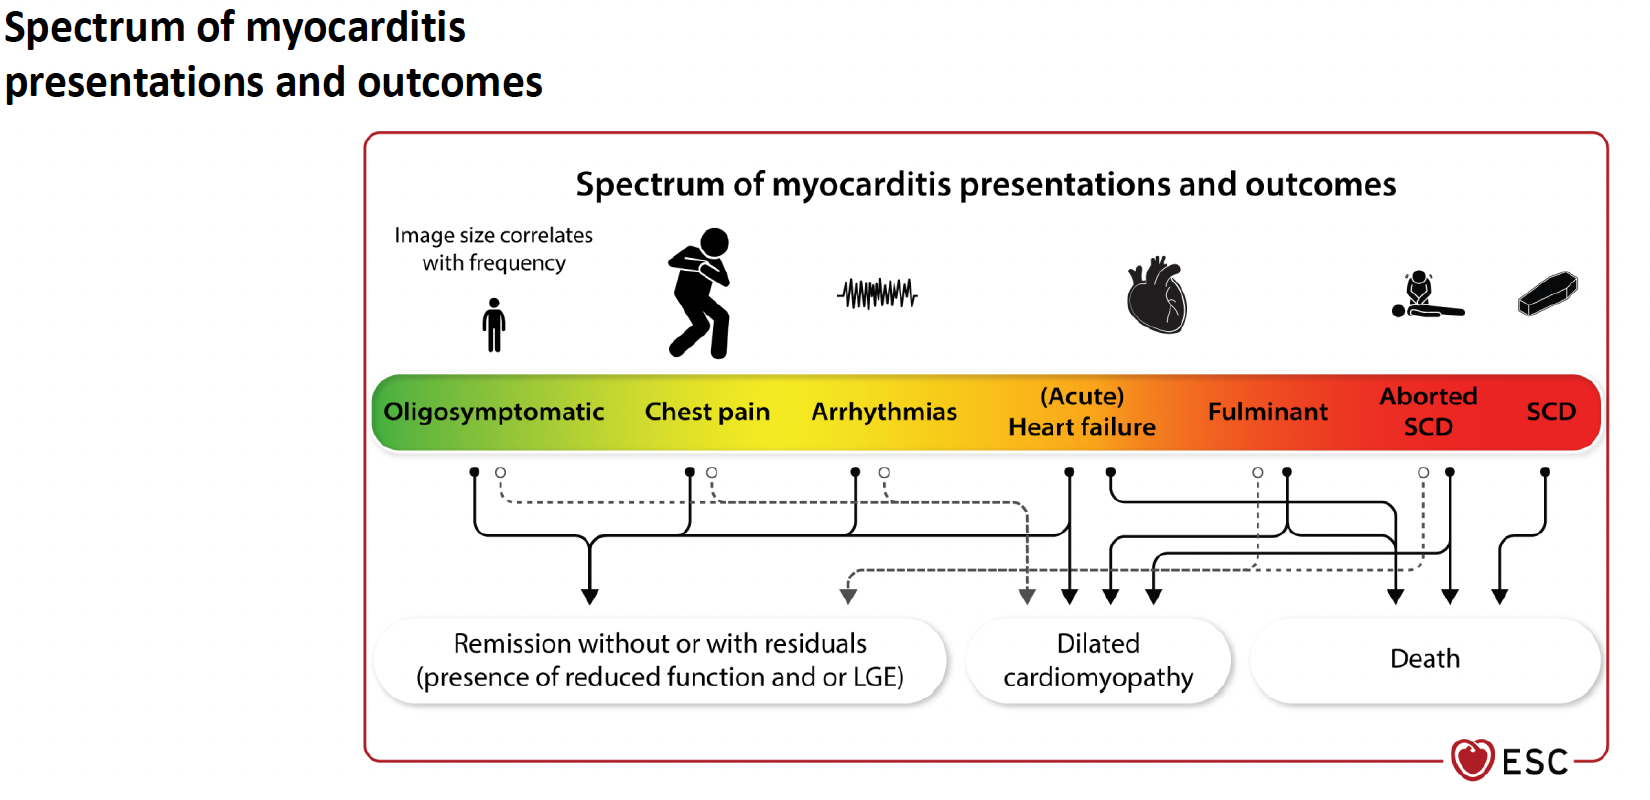 Spectrum of myocarditis
presentations and outcomes
Spectrum of myocarditis presentations and outcomes
Image size correlates
with frequency
Oligosymptomatic
Chest pain
Arrhythmias
(Acute)
Heart failure
Fulminant
Aborted
SCD
SCD
Remission without or with residuals
(presence of reduced function and or LGE)
Dilated
cardiomyopathy
Death
ESC